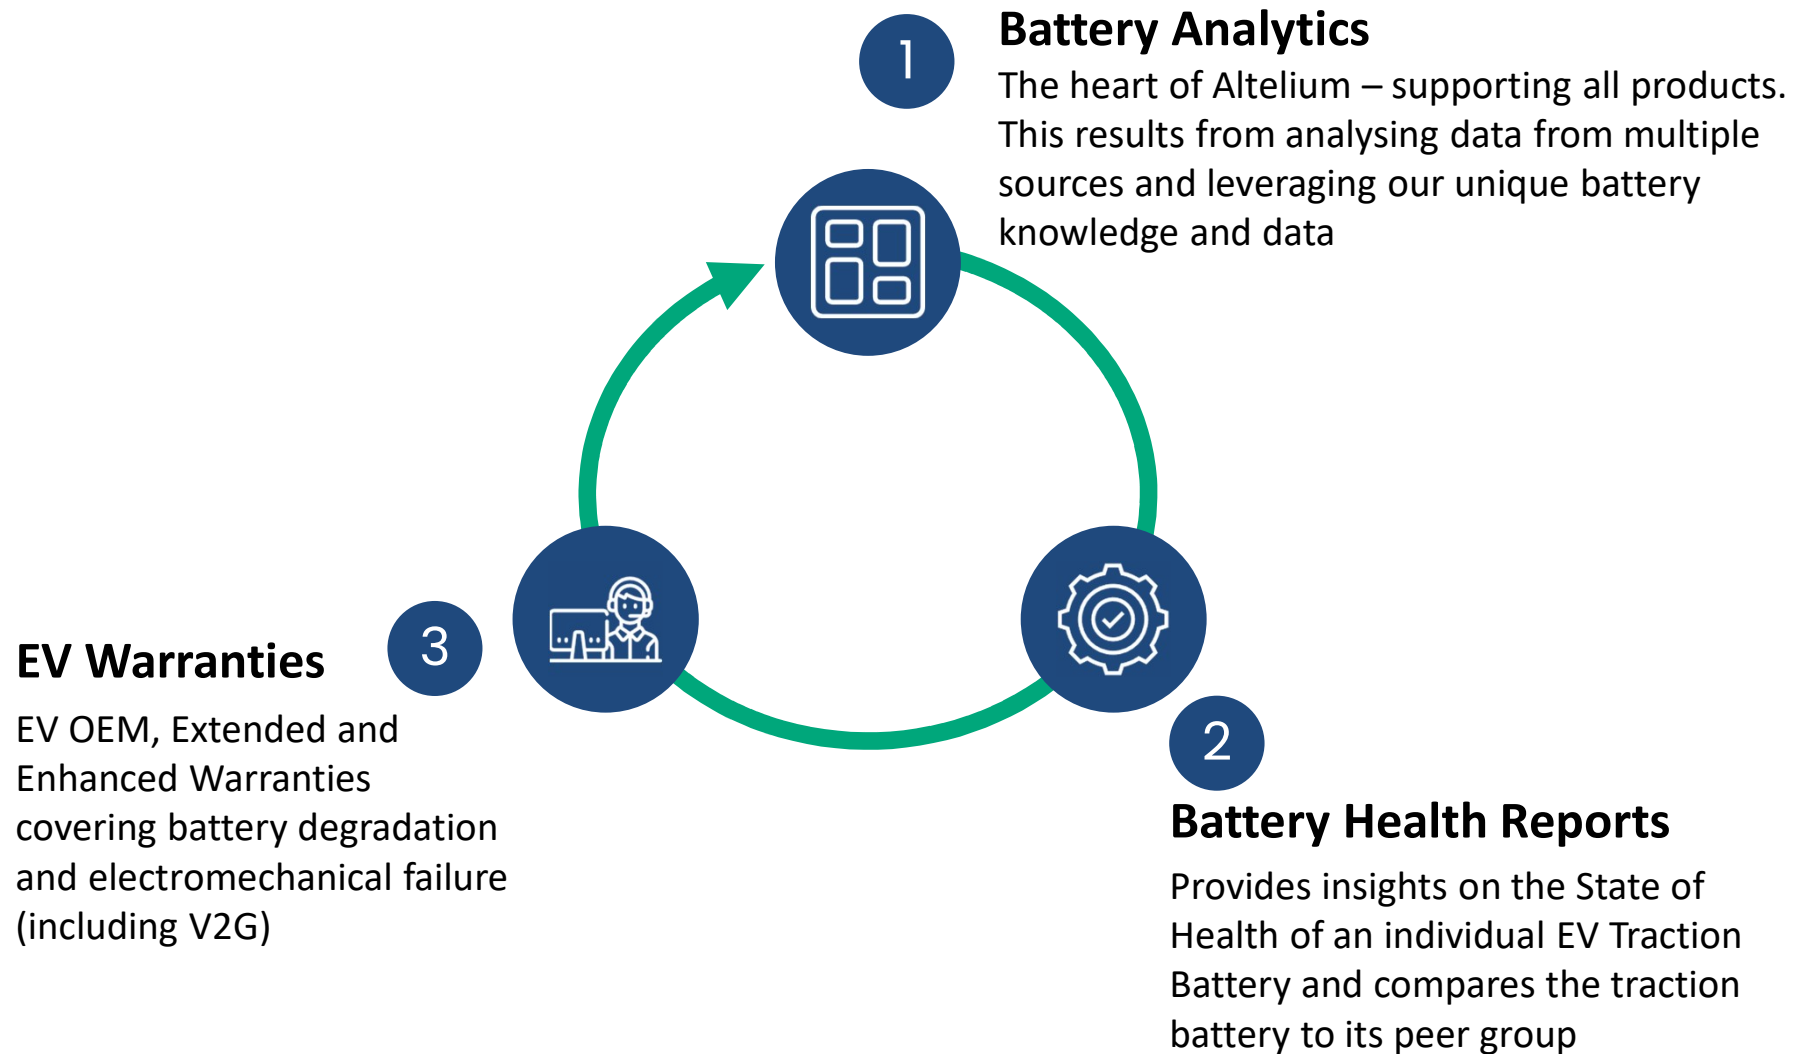 1
Battery Analytics
The heart of Altelium – supporting all products.
This results from analysing data from multiple
sources and leveraging our unique battery
knowledge and data
2
Battery Health Reports
Provides insights on the State of
Health of an individual EV Traction
Battery and compares the traction
battery to its peer group
3
EV Warranties
EV OEM, Extended and
Enhanced Warranties
covering battery degradation
and electromechanical failure
(including V2G)